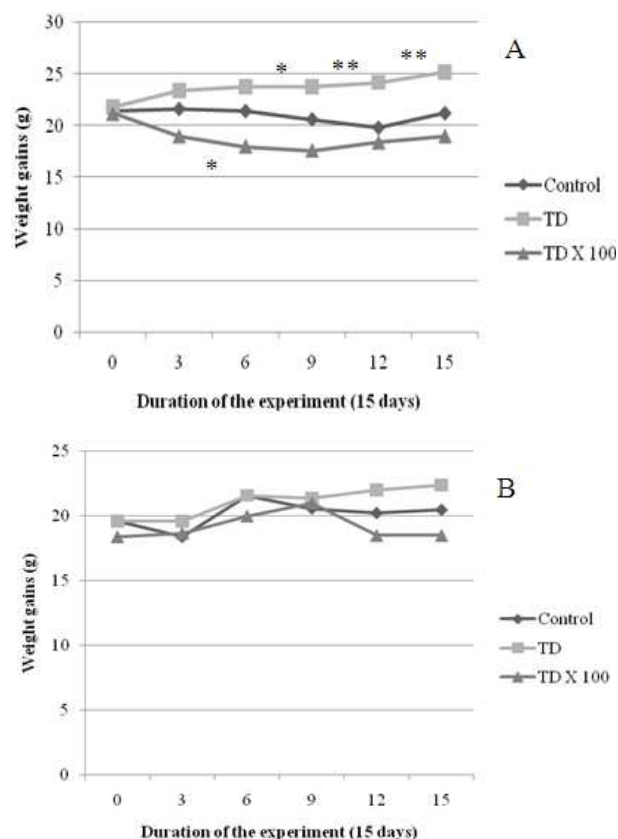 30
25
20
15
10
5
0
Weight gains (g)
* ** **
*
A
Control
TD
TD X 100
0 3 6 9 12 15
Duration of the experiment (15 days)
25
20
15
10
5
0
Weight gains (g)
B
Control
TD
TD X 100
0 3 6 9 12 15
Duration of the experiment (15 days)